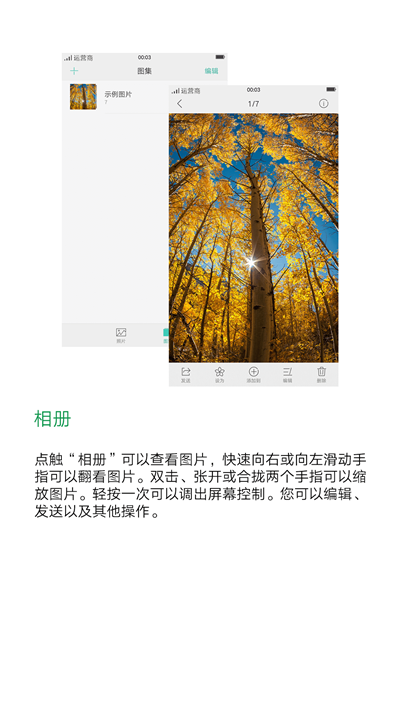 运营商 00:03
+ 图集 编辑
示例图片
7
图片
运营商 00:03
1/7
发送 设为 添加到 编辑 删除
相册
点触“相册”可以查看图片，快速向右或向左滑动手
指可以翻看图片。双击、张开或合拢两个手指可以缩
放图片。轻按一次可以调出屏幕控制。您可以编辑、
发送以及其他操作。